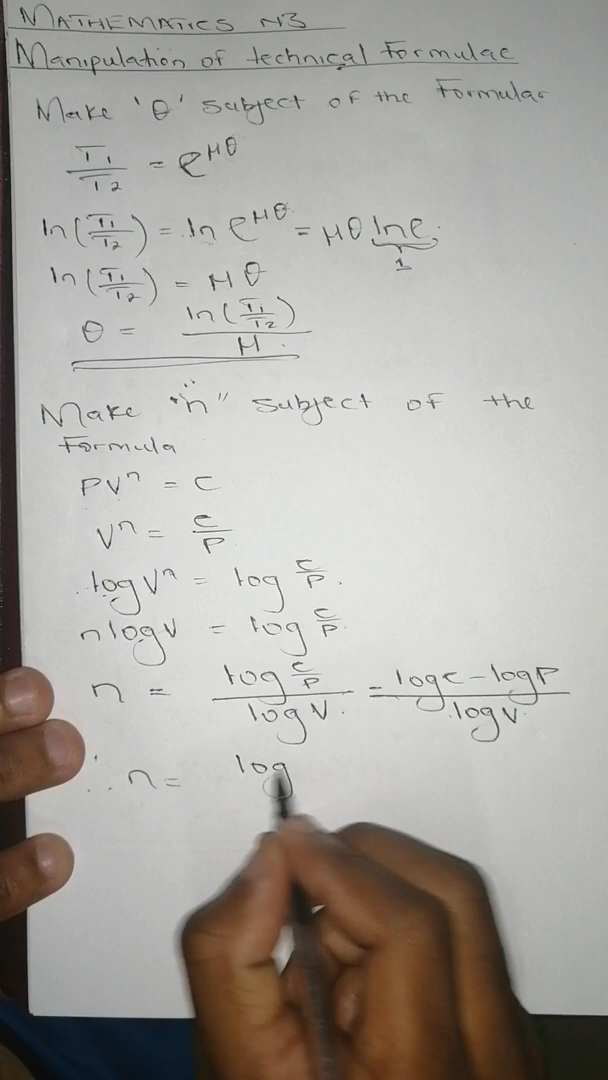 MATHEMATICS N3
Manipulation of technical Formulae
Make 'θ' subject of the Formular
T₁/T₂ = e^μθ
ln(T₁/T₂) = ln e^μθ = μθ ln e
1
ln(T₁/T₂) = μθ
θ = ln(T₁/T₂)/μ
Make "n" subject of the
Formula
PVⁿ = C
Vⁿ = C/P
log Vⁿ = log C/P.
n log V = log C/P
n = log C/P / log V. = log C - log P / log V
∴ n = log